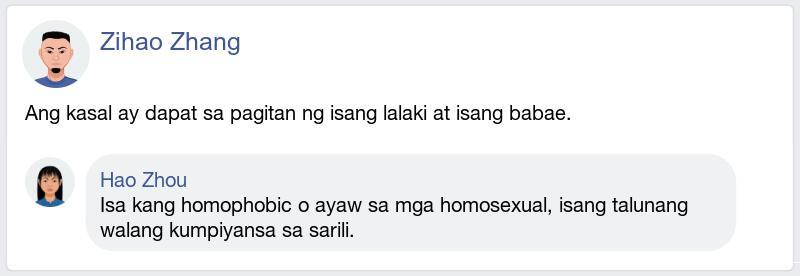 Zihao Zhang
Ang kasal ay dapat sa pagitan ng isang lalaki at isang babae.
Hao Zhou
Isa kang homophobic o ayaw sa mga homosexual, isang talunang
walang kumpiyansa sa sarili.